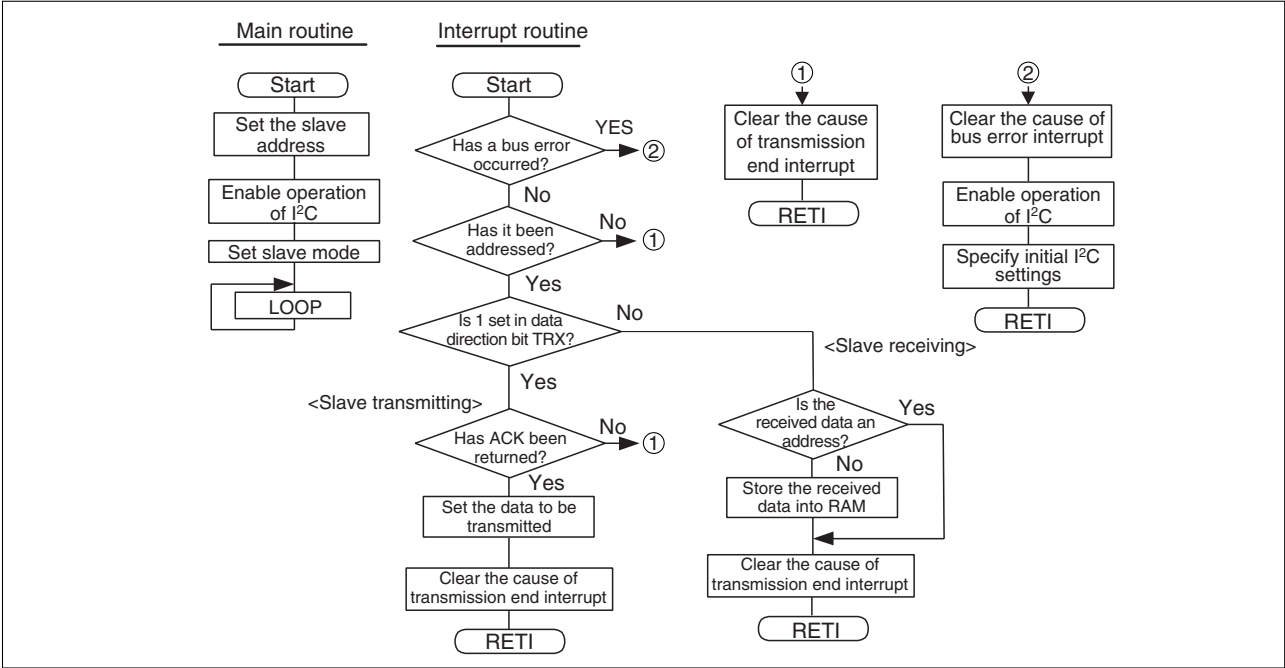 Main routine
Start
Set the slave
address
Enable operation
of I²C
Set slave mode
LOOP
Interrupt routine
Start
Has a bus error
occurred?
YES
②
No
Has it been
addressed?
No
①
Yes
Is 1 set in data
direction bit TRX?
No
Yes
<Slave transmitting>
Has ACK been
returned?
No
①
Yes
Set the data to be
transmitted
Clear the cause of
transmission end interrupt
RETI
<Slave receiving>
Is the
received data an
address?
Yes
No
Store the received
data into RAM
Clear the cause of
transmission end interrupt
RETI
①
Clear the cause
of transmission
end interrupt
RETI
②
Clear the cause of
bus error interrupt
Enable operation
of I²C
Specify initial I²C
settings
RETI